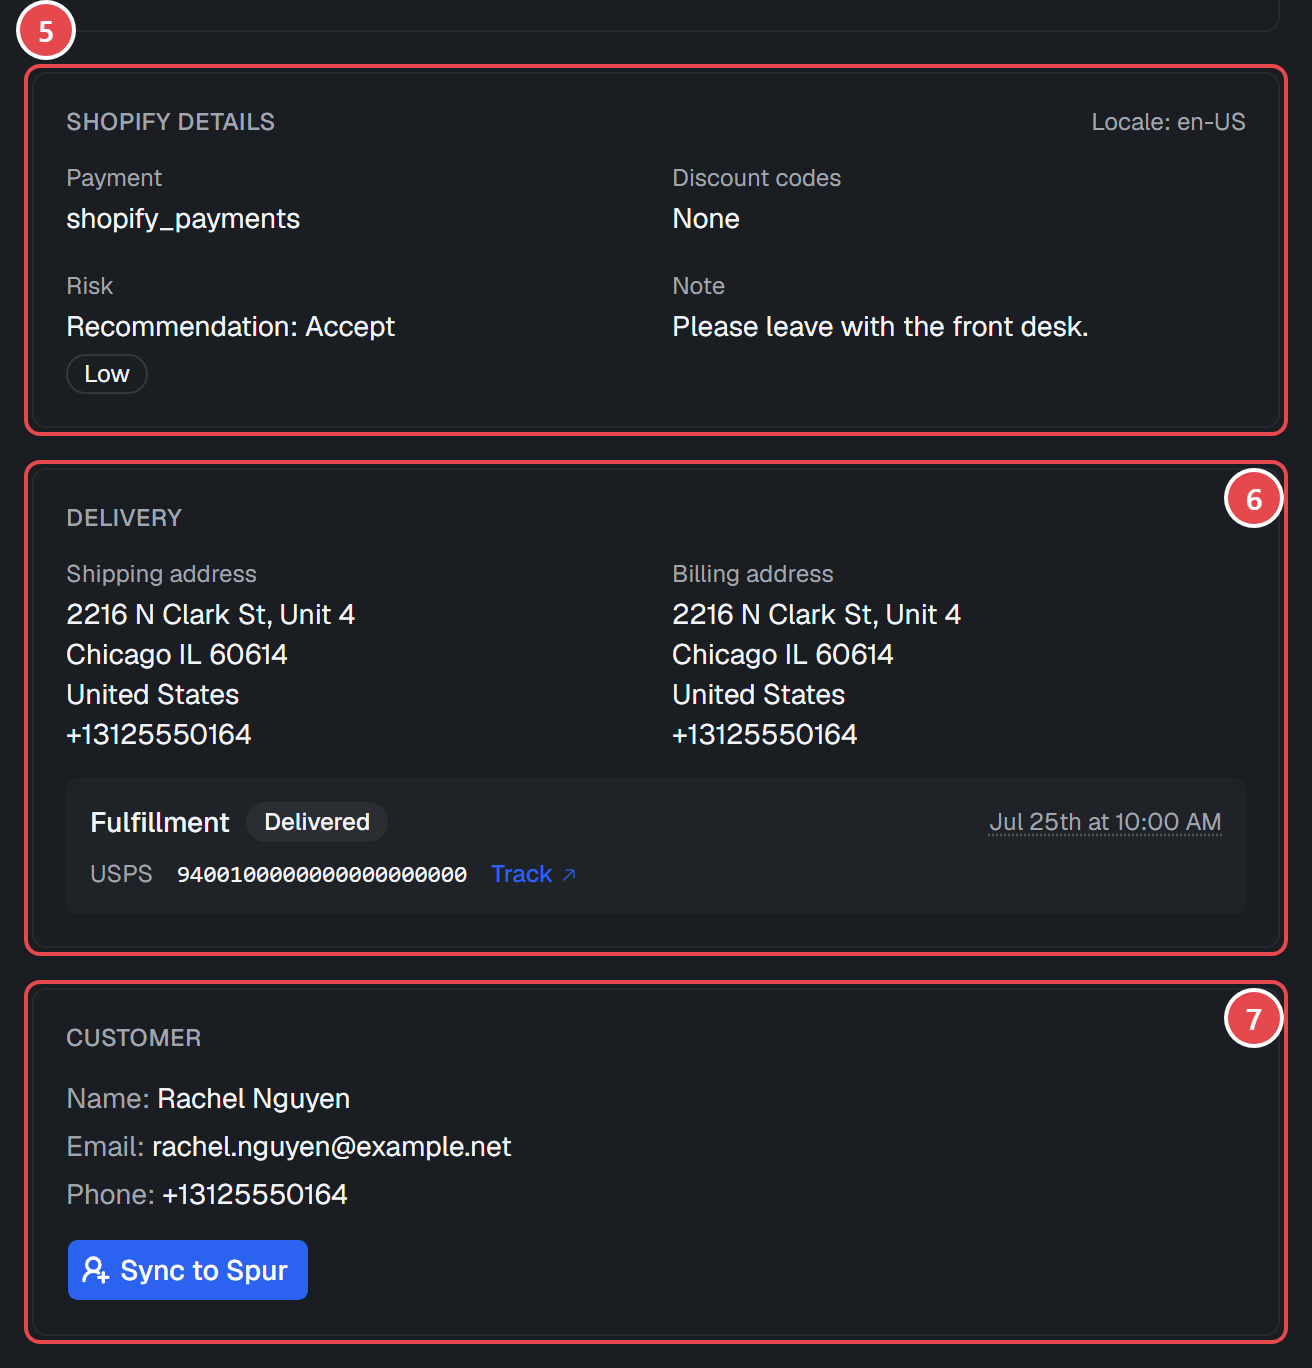 5
SHOPIFY DETAILS
Locale: en-US
Payment
Discount codes
shopify_payments
None
Risk
Note
Recommendation: Accept
Please leave with the front desk.
Low
6
DELIVERY
Shipping address
Billing address
2216 N Clark St, Unit 4
2216 N Clark St, Unit 4
Chicago IL 60614
Chicago IL 60614
United States
United States
+13125550164
+13125550164
Fulfillment
Delivered
Jul 25th at 10:00 AM
USPS 9400100000000000000000 Track ↗
7
CUSTOMER
Name: Rachel Nguyen
Email: rachel.nguyen@example.net
Phone: +13125550164
Sync to Spur